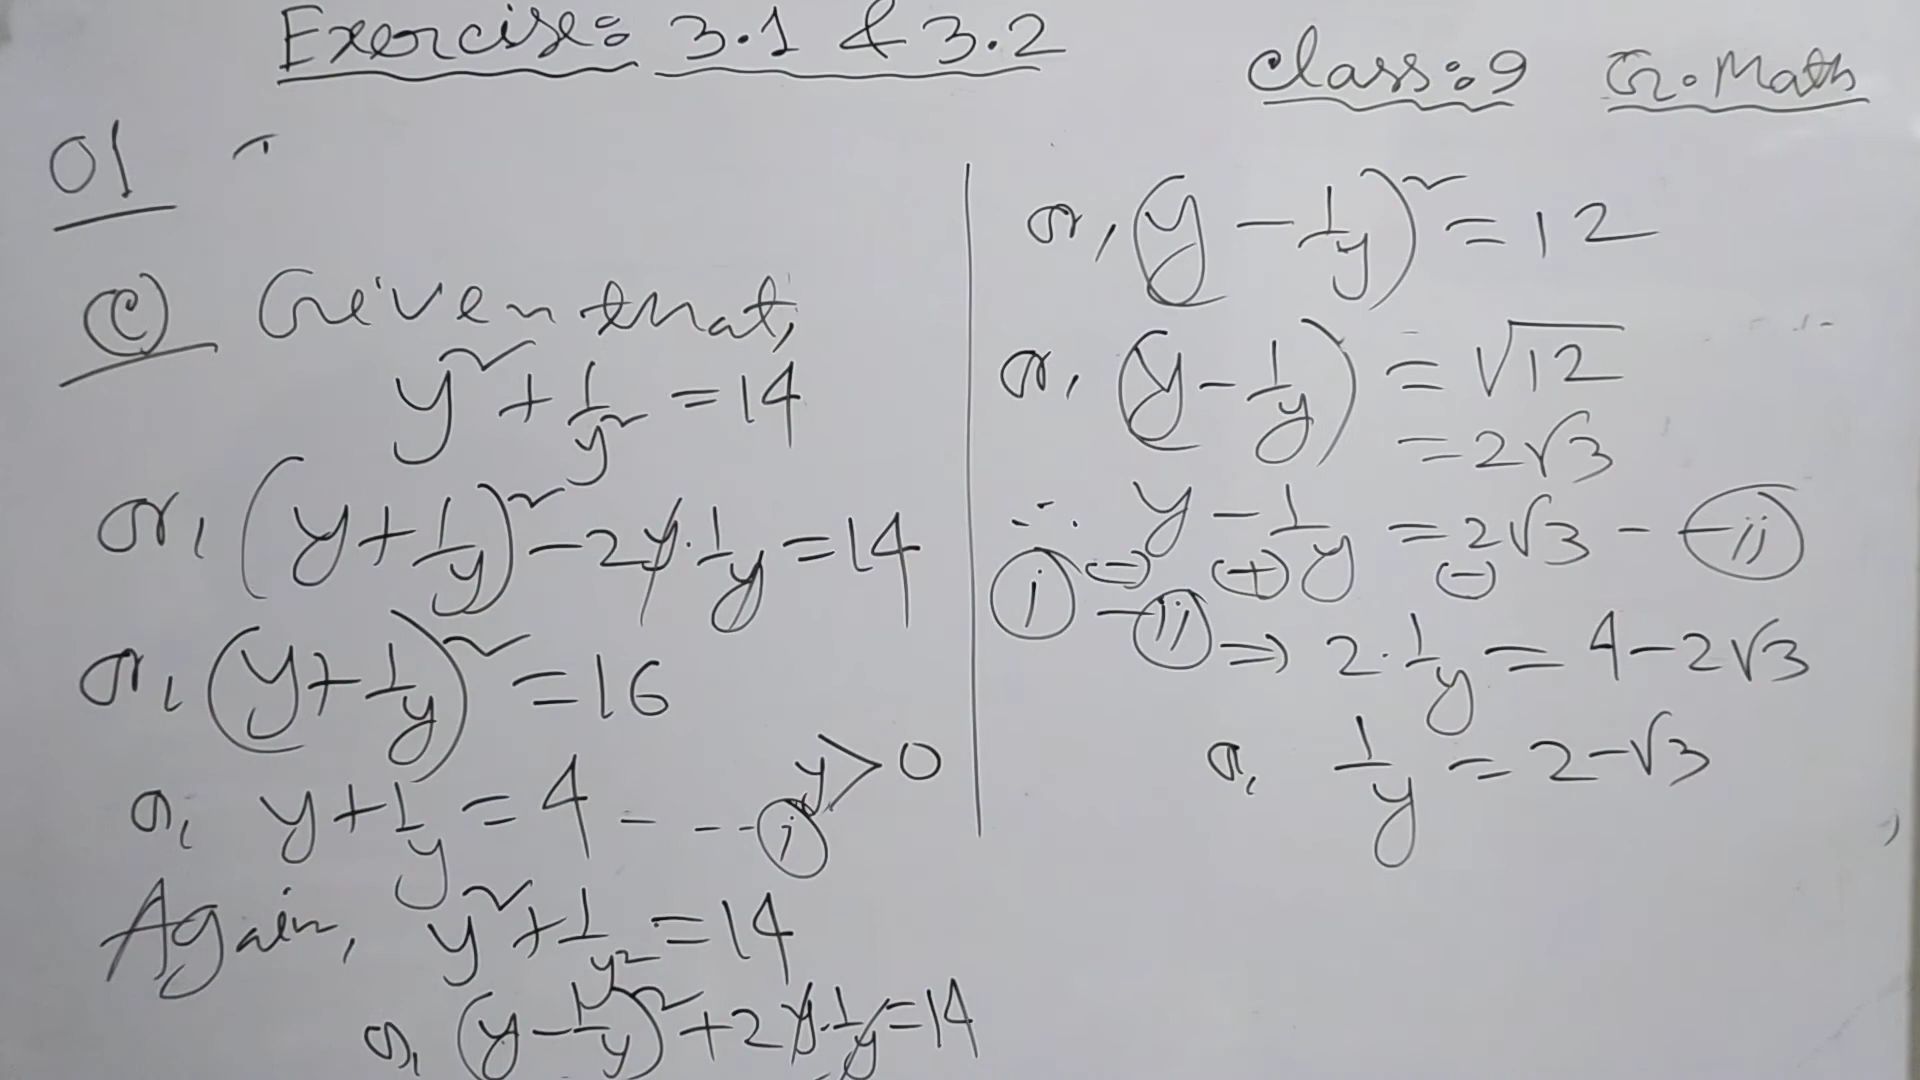 Exercise: 3.1 & 3.2
Class: 9 G. Math
01
(c) Given that,
y² + 1/y² = 14
or, (y + 1/y)² - 2y · 1/y = 14
or, (y + 1/y)² = 16
or, y + 1/y = 4 - - - (i) y > 0
Again, y² + 1/y² = 14
or, (y - 1/y)² + 2y · 1/y = 14
or, (y - 1/y)² = 12
or, (y - 1/y) = √12
= 2√3
∴ y - 1/y = 2√3 - - (ii)
(-) (+) (-)
(i) - (ii) ⇒ 2 · 1/y = 4 - 2√3
or, 1/y = 2 - √3